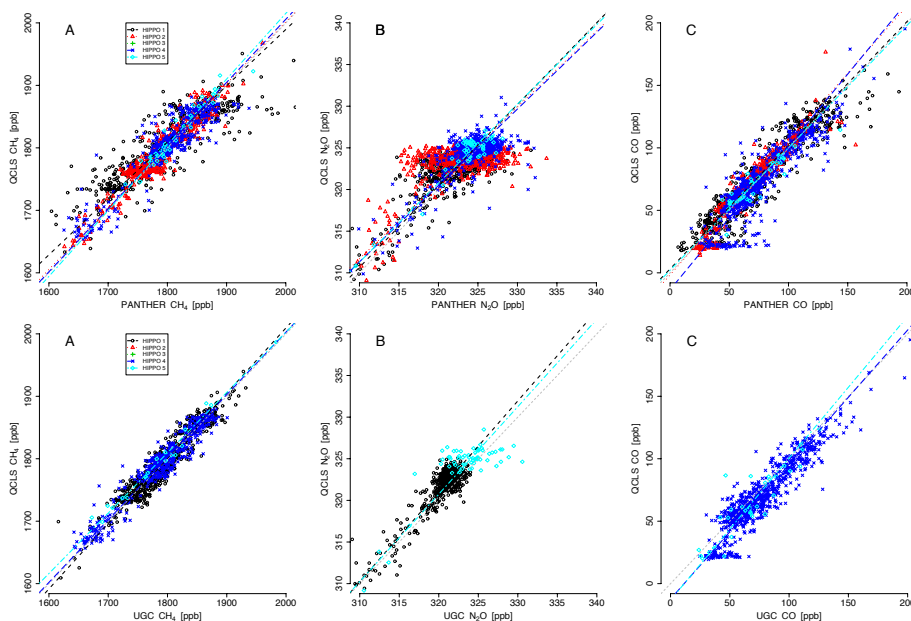 A
B
C
HIPPO 1
HIPPO 2
HIPPO 3
HIPPO 4
HIPPO 5
QCLS CH₄ [ppb]
1600 1700 1800 1900 2000
1600 1700 1800 1900 2000
PANTHER CH₄ [ppb]
QCLS N₂O [ppb]
310 315 325 335 340
310 315 320 325 330 335 340
PANTHER N₂O [ppb]
QCLS CO [ppb]
0 50 100 150 200
0 50 100 150 200
PANTHER CO [ppb]
A
B
C
HIPPO 1
HIPPO 2
HIPPO 3
HIPPO 4
HIPPO 5
QCLS CH₄ [ppb]
1600 1700 1800 1900 2000
1600 1700 1800 1900 2000
UGC CH₄ [ppb]
QCLS N₂O [ppb]
310 315 325 335 340
310 315 320 325 330 335 340
UGC N₂O [ppb]
QCLS CO [ppb]
0 50 100 150 200
0 50 100 150 200
UGC CO [ppb]